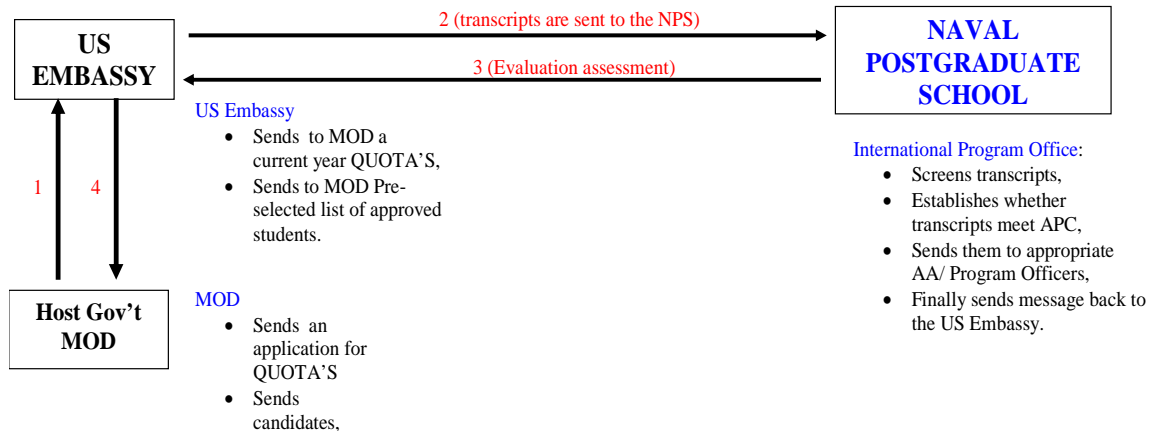 US
EMBASSY
2 (transcripts are sent to the NPS)
3 (Evaluation assessment)
NAVAL
POSTGRADUATE
SCHOOL
US Embassy
• Sends to MOD a
current year QUOTA'S,
• Sends to MOD Pre-
selected list of approved
students.
1
4
International Program Office:
• Screens transcripts,
• Establishes whether
transcripts meet APC,
• Sends them to appropriate
AA/ Program Officers,
• Finally sends message back to
the US Embassy.
Host Gov't
MOD
MOD
• Sends an
application for
QUOTA'S
• Sends
candidates,